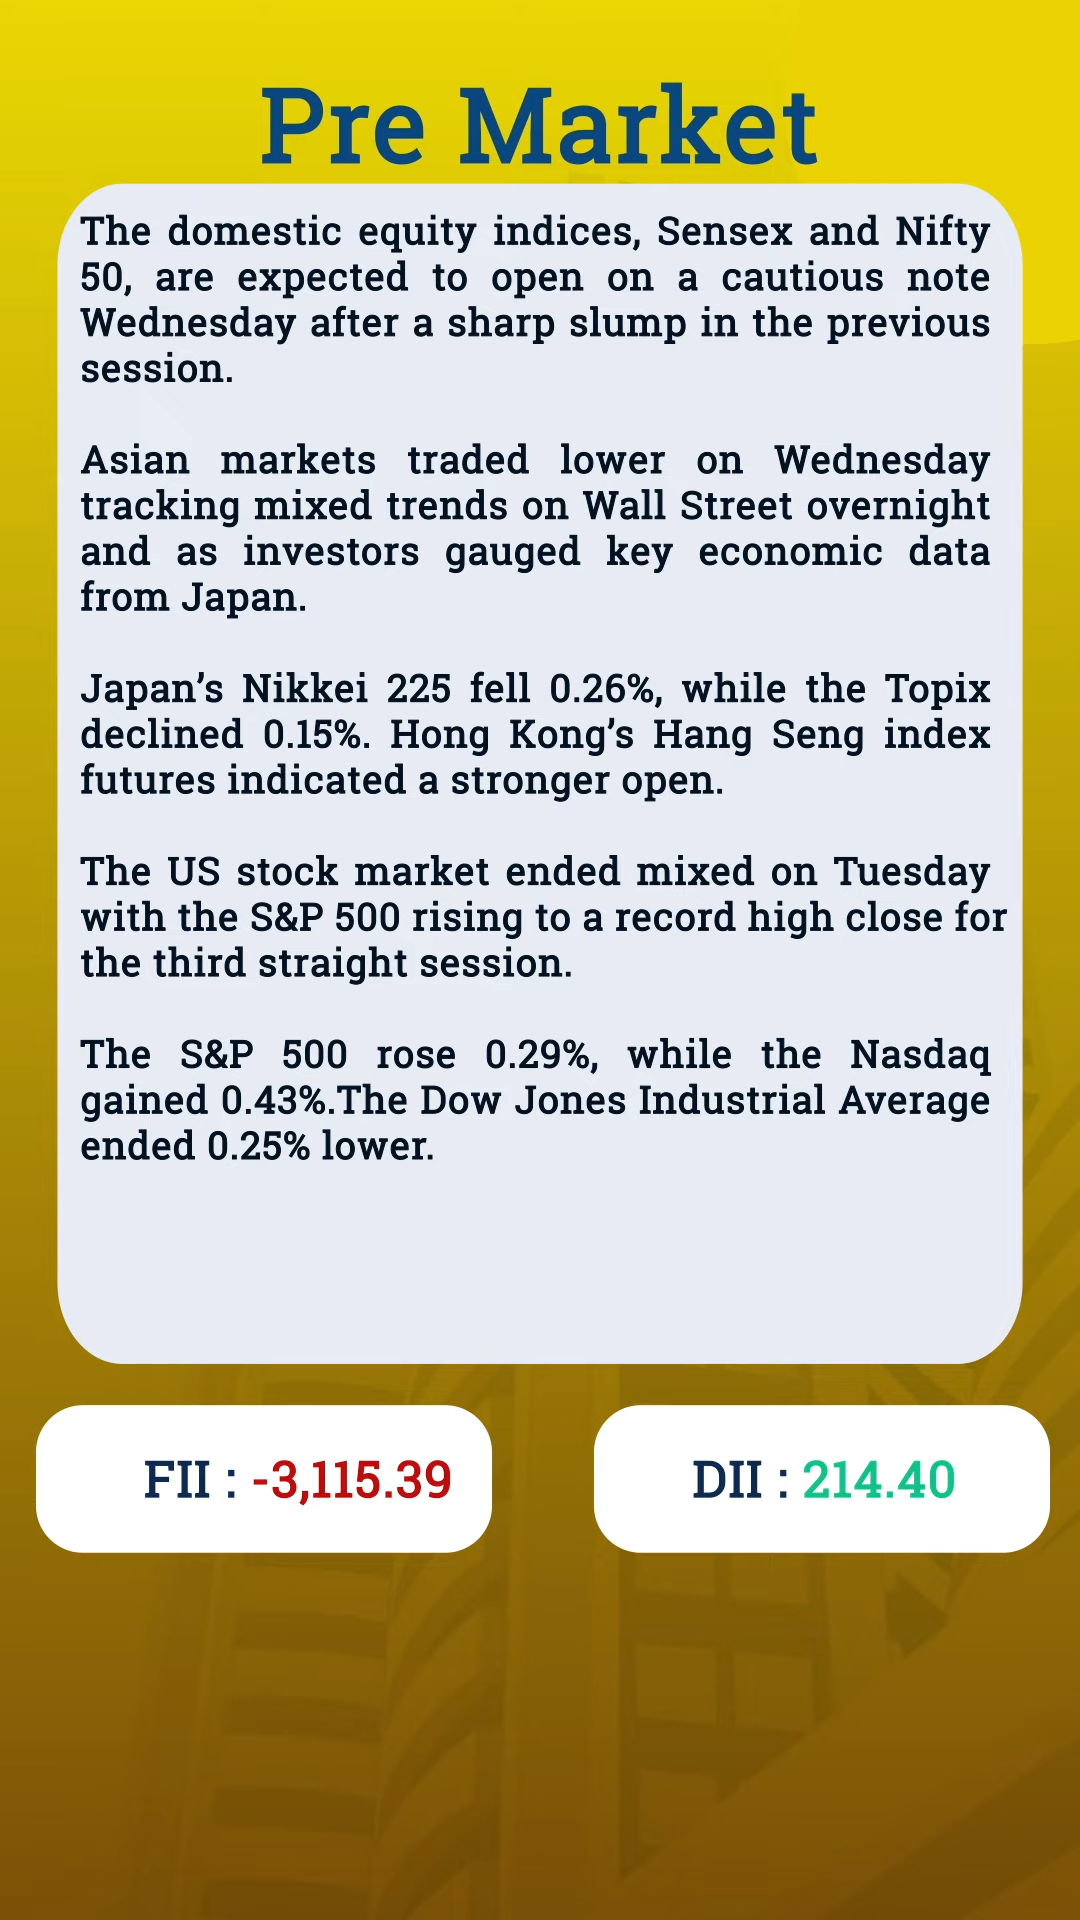 Pre Market
The domestic equity indices, Sensex and Nifty
50, are expected to open on a cautious note
Wednesday after a sharp slump in the previous
session.
Asian markets traded lower on Wednesday
tracking mixed trends on Wall Street overnight
and as investors gauged key economic data
from Japan.
Japan’s Nikkei 225 fell 0.26%, while the Topix
declined 0.15%. Hong Kong’s Hang Seng index
futures indicated a stronger open.
The US stock market ended mixed on Tuesday
with the S&P 500 rising to a record high close for
the third straight session.
The S&P 500 rose 0.29%, while the Nasdaq
gained 0.43%.The Dow Jones Industrial Average
ended 0.25% lower.
FII : -3,115.39
DII : 214.40